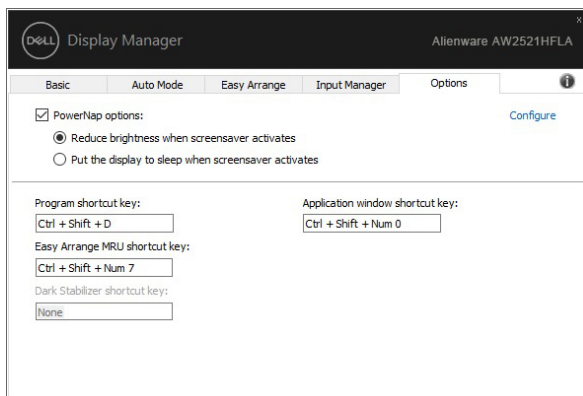 DELL Display Manager Alienware AW2521HFLA
x
Basic Auto Mode Easy Arrange Input Manager Options
PowerNap options: Configure
Reduce brightness when screensaver activates
Put the display to sleep when screensaver activates
Program shortcut key: Application window shortcut key:
Ctrl + Shift + D Ctrl + Shift + Num 0
Easy Arrange MRU shortcut key:
Ctrl + Shift + Num 7
Dark Stabilizer shortcut key:
None